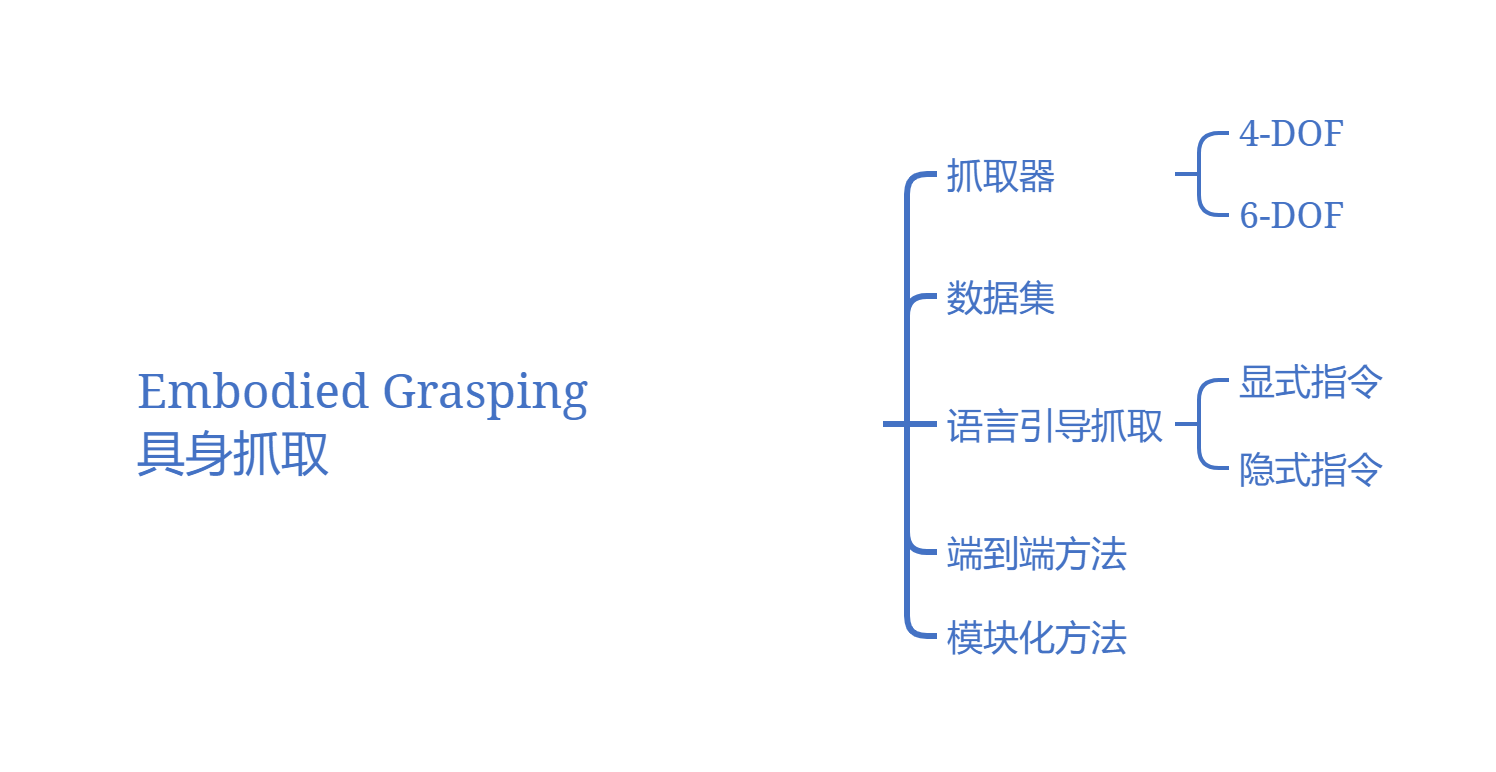 Embodied Grasping
具身抓取
抓取器
4-DOF
6-DOF
数据集
语言引导抓取
显式指令
隐式指令
端到端方法
模块化方法